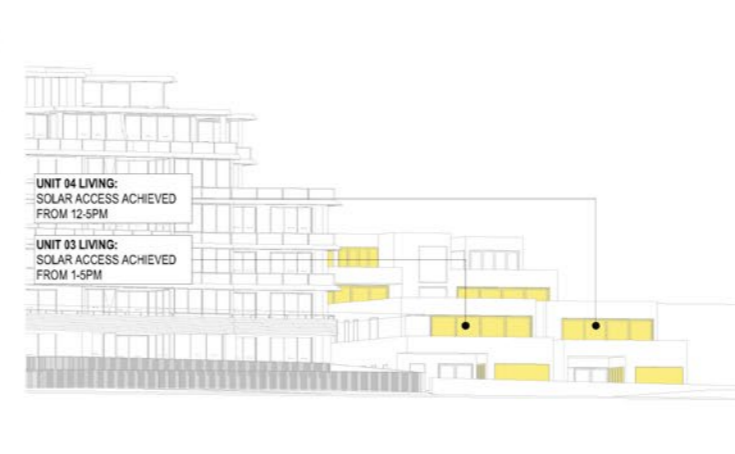 UNIT 04 LIVING:
SOLAR ACCESS ACHIEVED
FROM 12-5PM
UNIT 03 LIVING:
SOLAR ACCESS ACHIEVED
FROM 1-5PM